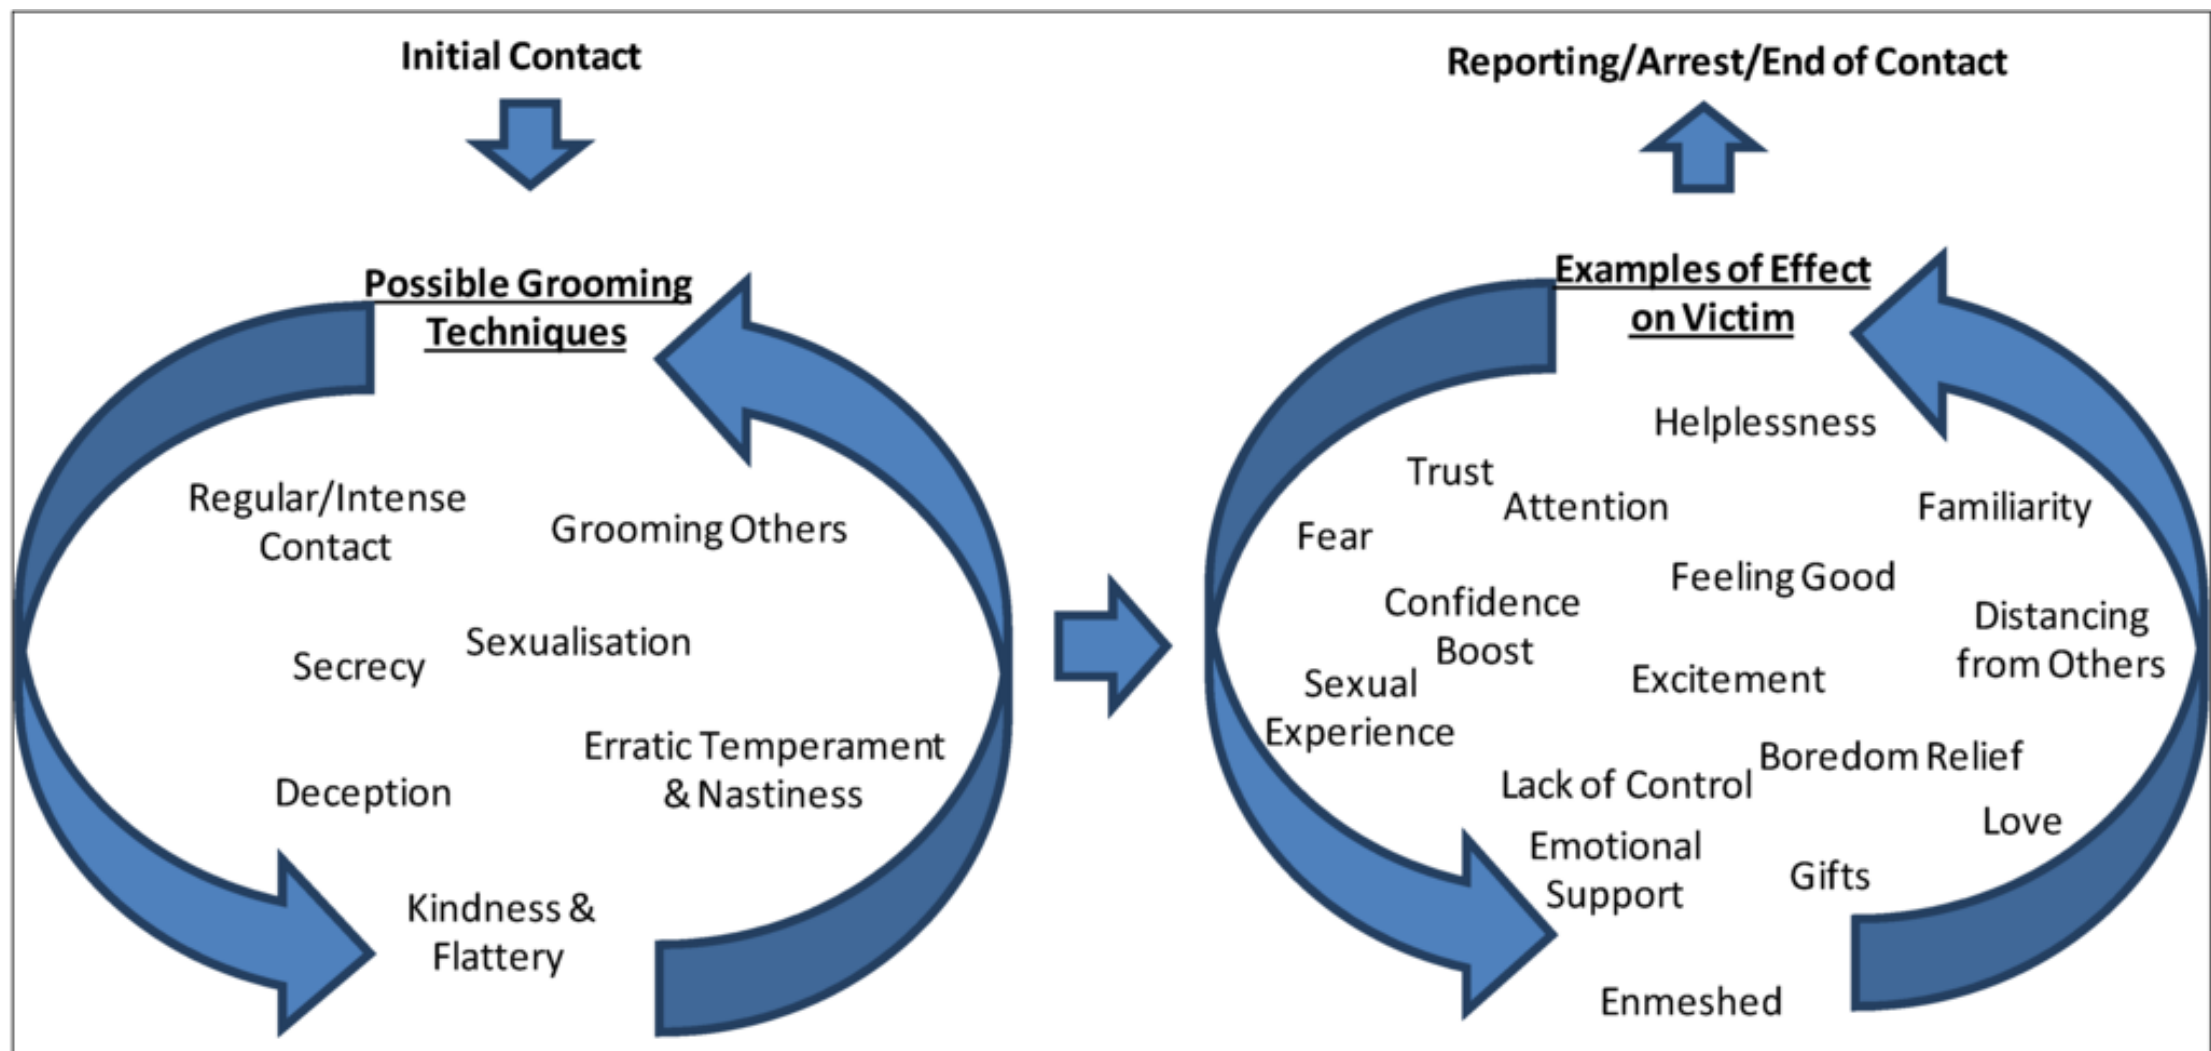 Initial Contact
Possible Grooming
Techniques
Regular/Intense
Contact
Grooming Others
Sexualisation
Secrecy
Erratic Temperament
& Nastiness
Deception
Kindness &
Flattery
Reporting/Arrest/End of Contact
Examples of Effect
on Victim
Helplessness
Trust
Attention
Familiarity
Fear
Feeling Good
Confidence
Boost
Distancing
from Others
Sexual
Experience
Excitement
Boredom Relief
Lack of Control
Love
Emotional
Support
Gifts
Enmeshed